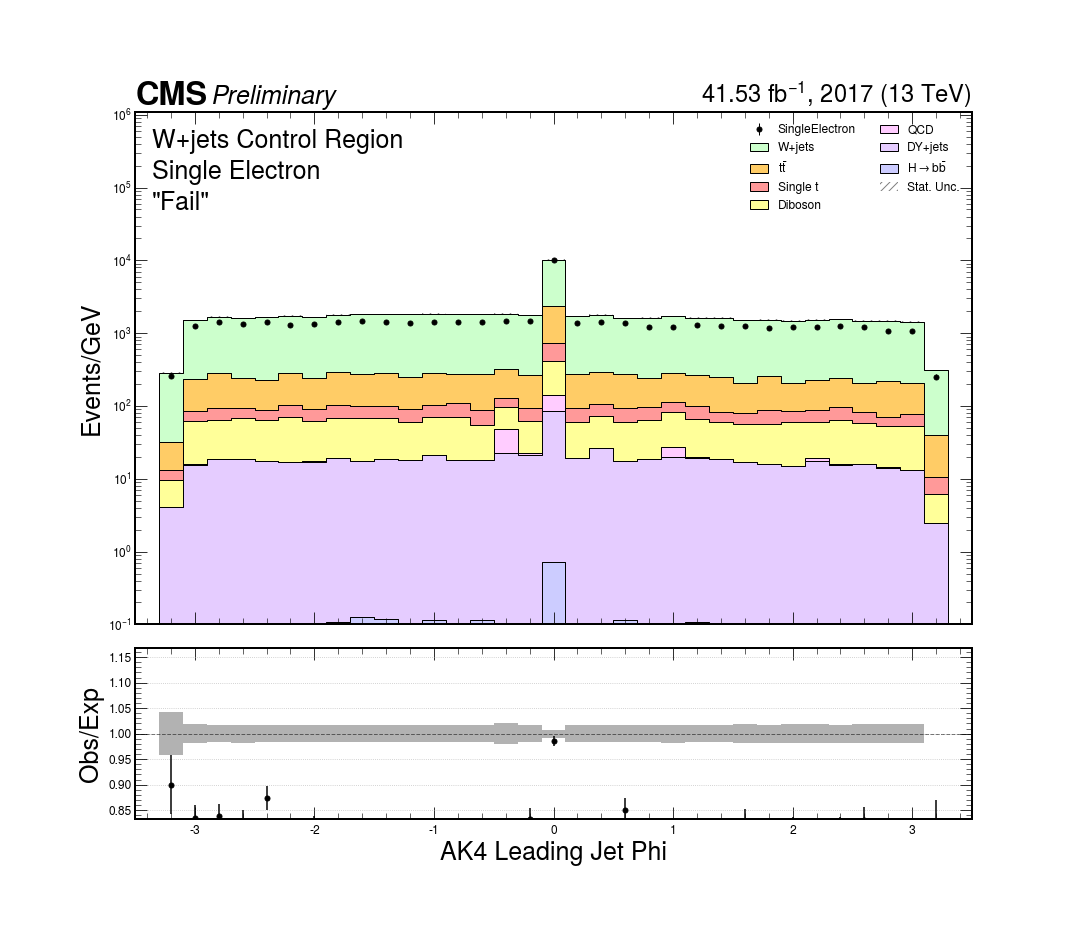 CMS Preliminary
41.53 fb⁻¹, 2017 (13 TeV)
W+jets Control Region
Single Electron
"Fail"
SingleElectron
W+jets
tt̄
Single t
Diboson
QCD
DY+jets
H→bb̄
Stat. Unc.
Events/GeV
10⁶
10⁵
10⁴
10³
10²
10¹
10⁰
10⁻¹
Obs/Exp
1.15
1.10
1.05
1.00
0.95
0.90
0.85
-3 -2 -1 0 1 2 3
AK4 Leading Jet Phi